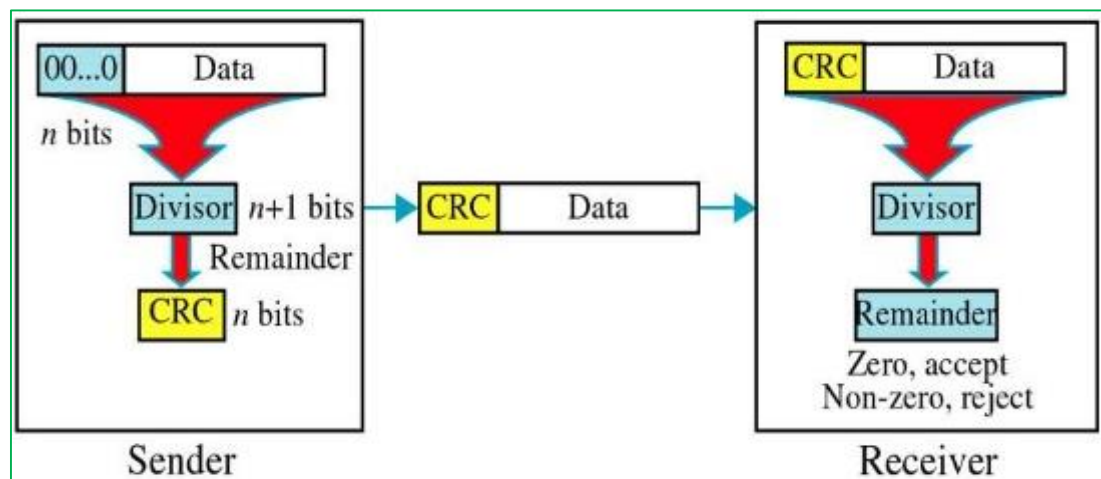 00...0 Data
n bits
Divisor n+1 bits
Remainder
CRC n bits
Sender
CRC Data
CRC Data
Divisor
Remainder
Zero, accept
Non-zero, reject
Receiver